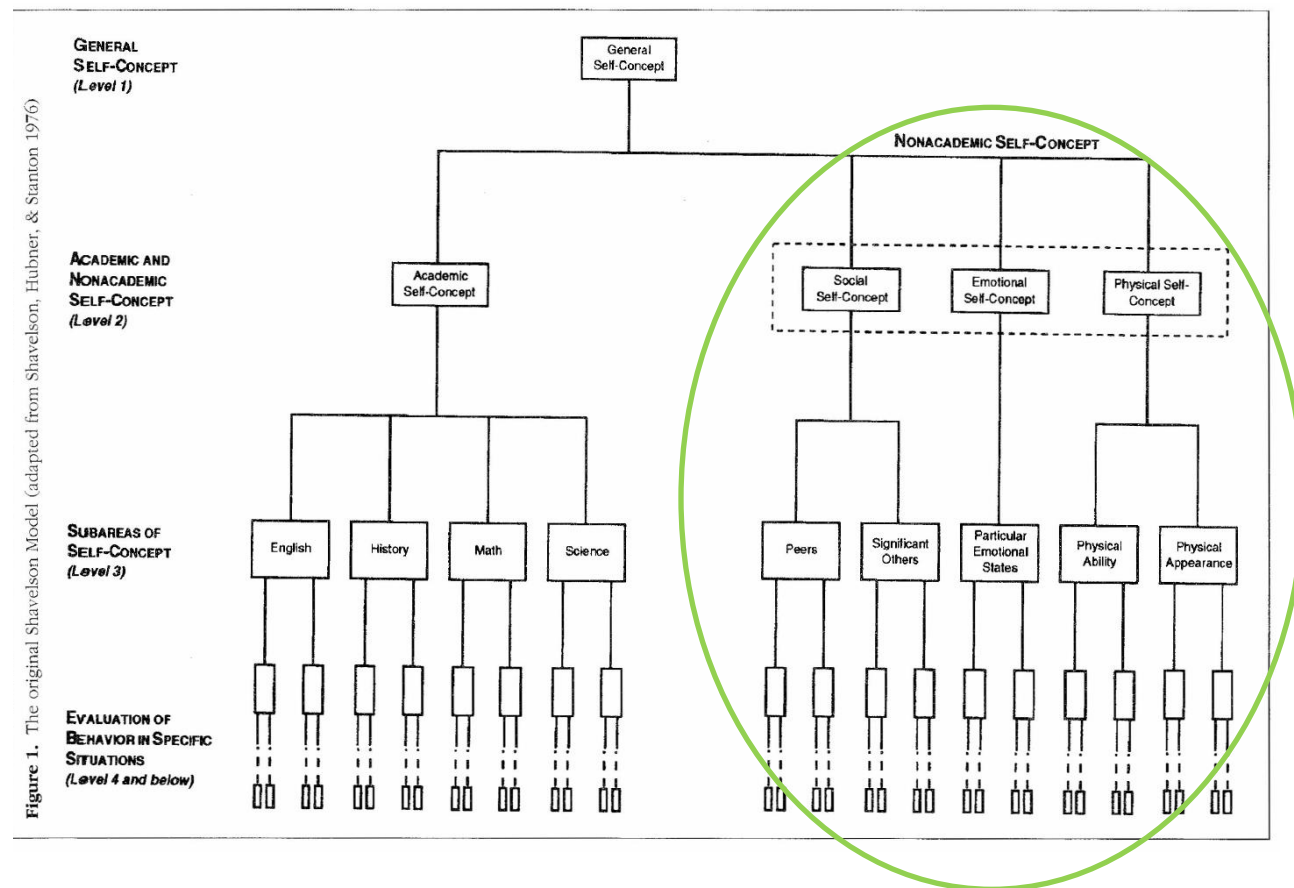 GENERAL
SELF-CONCEPT
(Level 1)
General
Self-Concept
NONACADEMIC SELF-CONCEPT
ACADEMIC AND
NONACADEMIC
SELF-CONCEPT
(Level 2)
Academic
Self-Concept
Social
Self-Concept
Emotional
Self-Concept
Physical Self-
Concept
SUBAREAS OF
SELF-CONCEPT
(Level 3)
English
History
Math
Science
Peers
Significant
Others
Particular
Emotional
States
Physical
Ability
Physical
Appearance
EVALUATION OF
BEHAVIOR IN SPECIFIC
SITUATIONS
(Level 4 and below)
Figure 1. The original Shavelson Model (adapted from Shavelson, Hubner, & Stanton 1976)